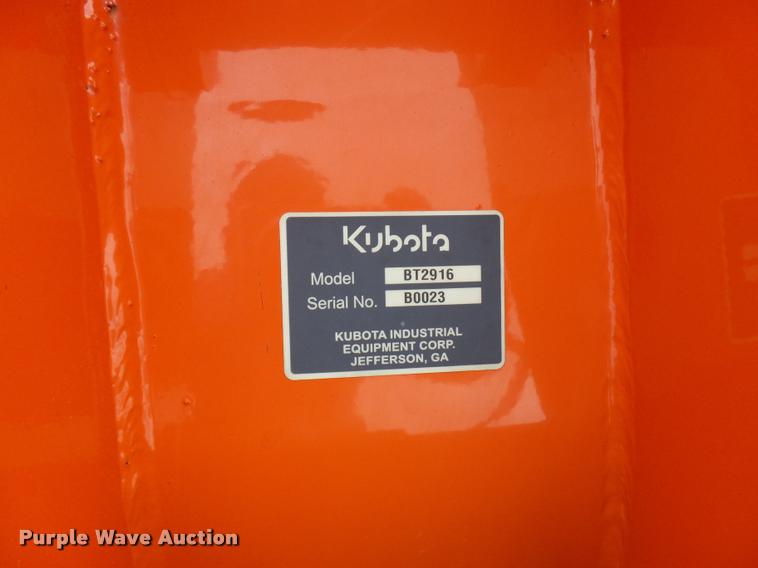 Kubota
Model BT2916
Serial No. B0023
KUBOTA INDUSTRIAL
EQUIPMENT CORP.
JEFFERSON, GA
Purple Wave Auction